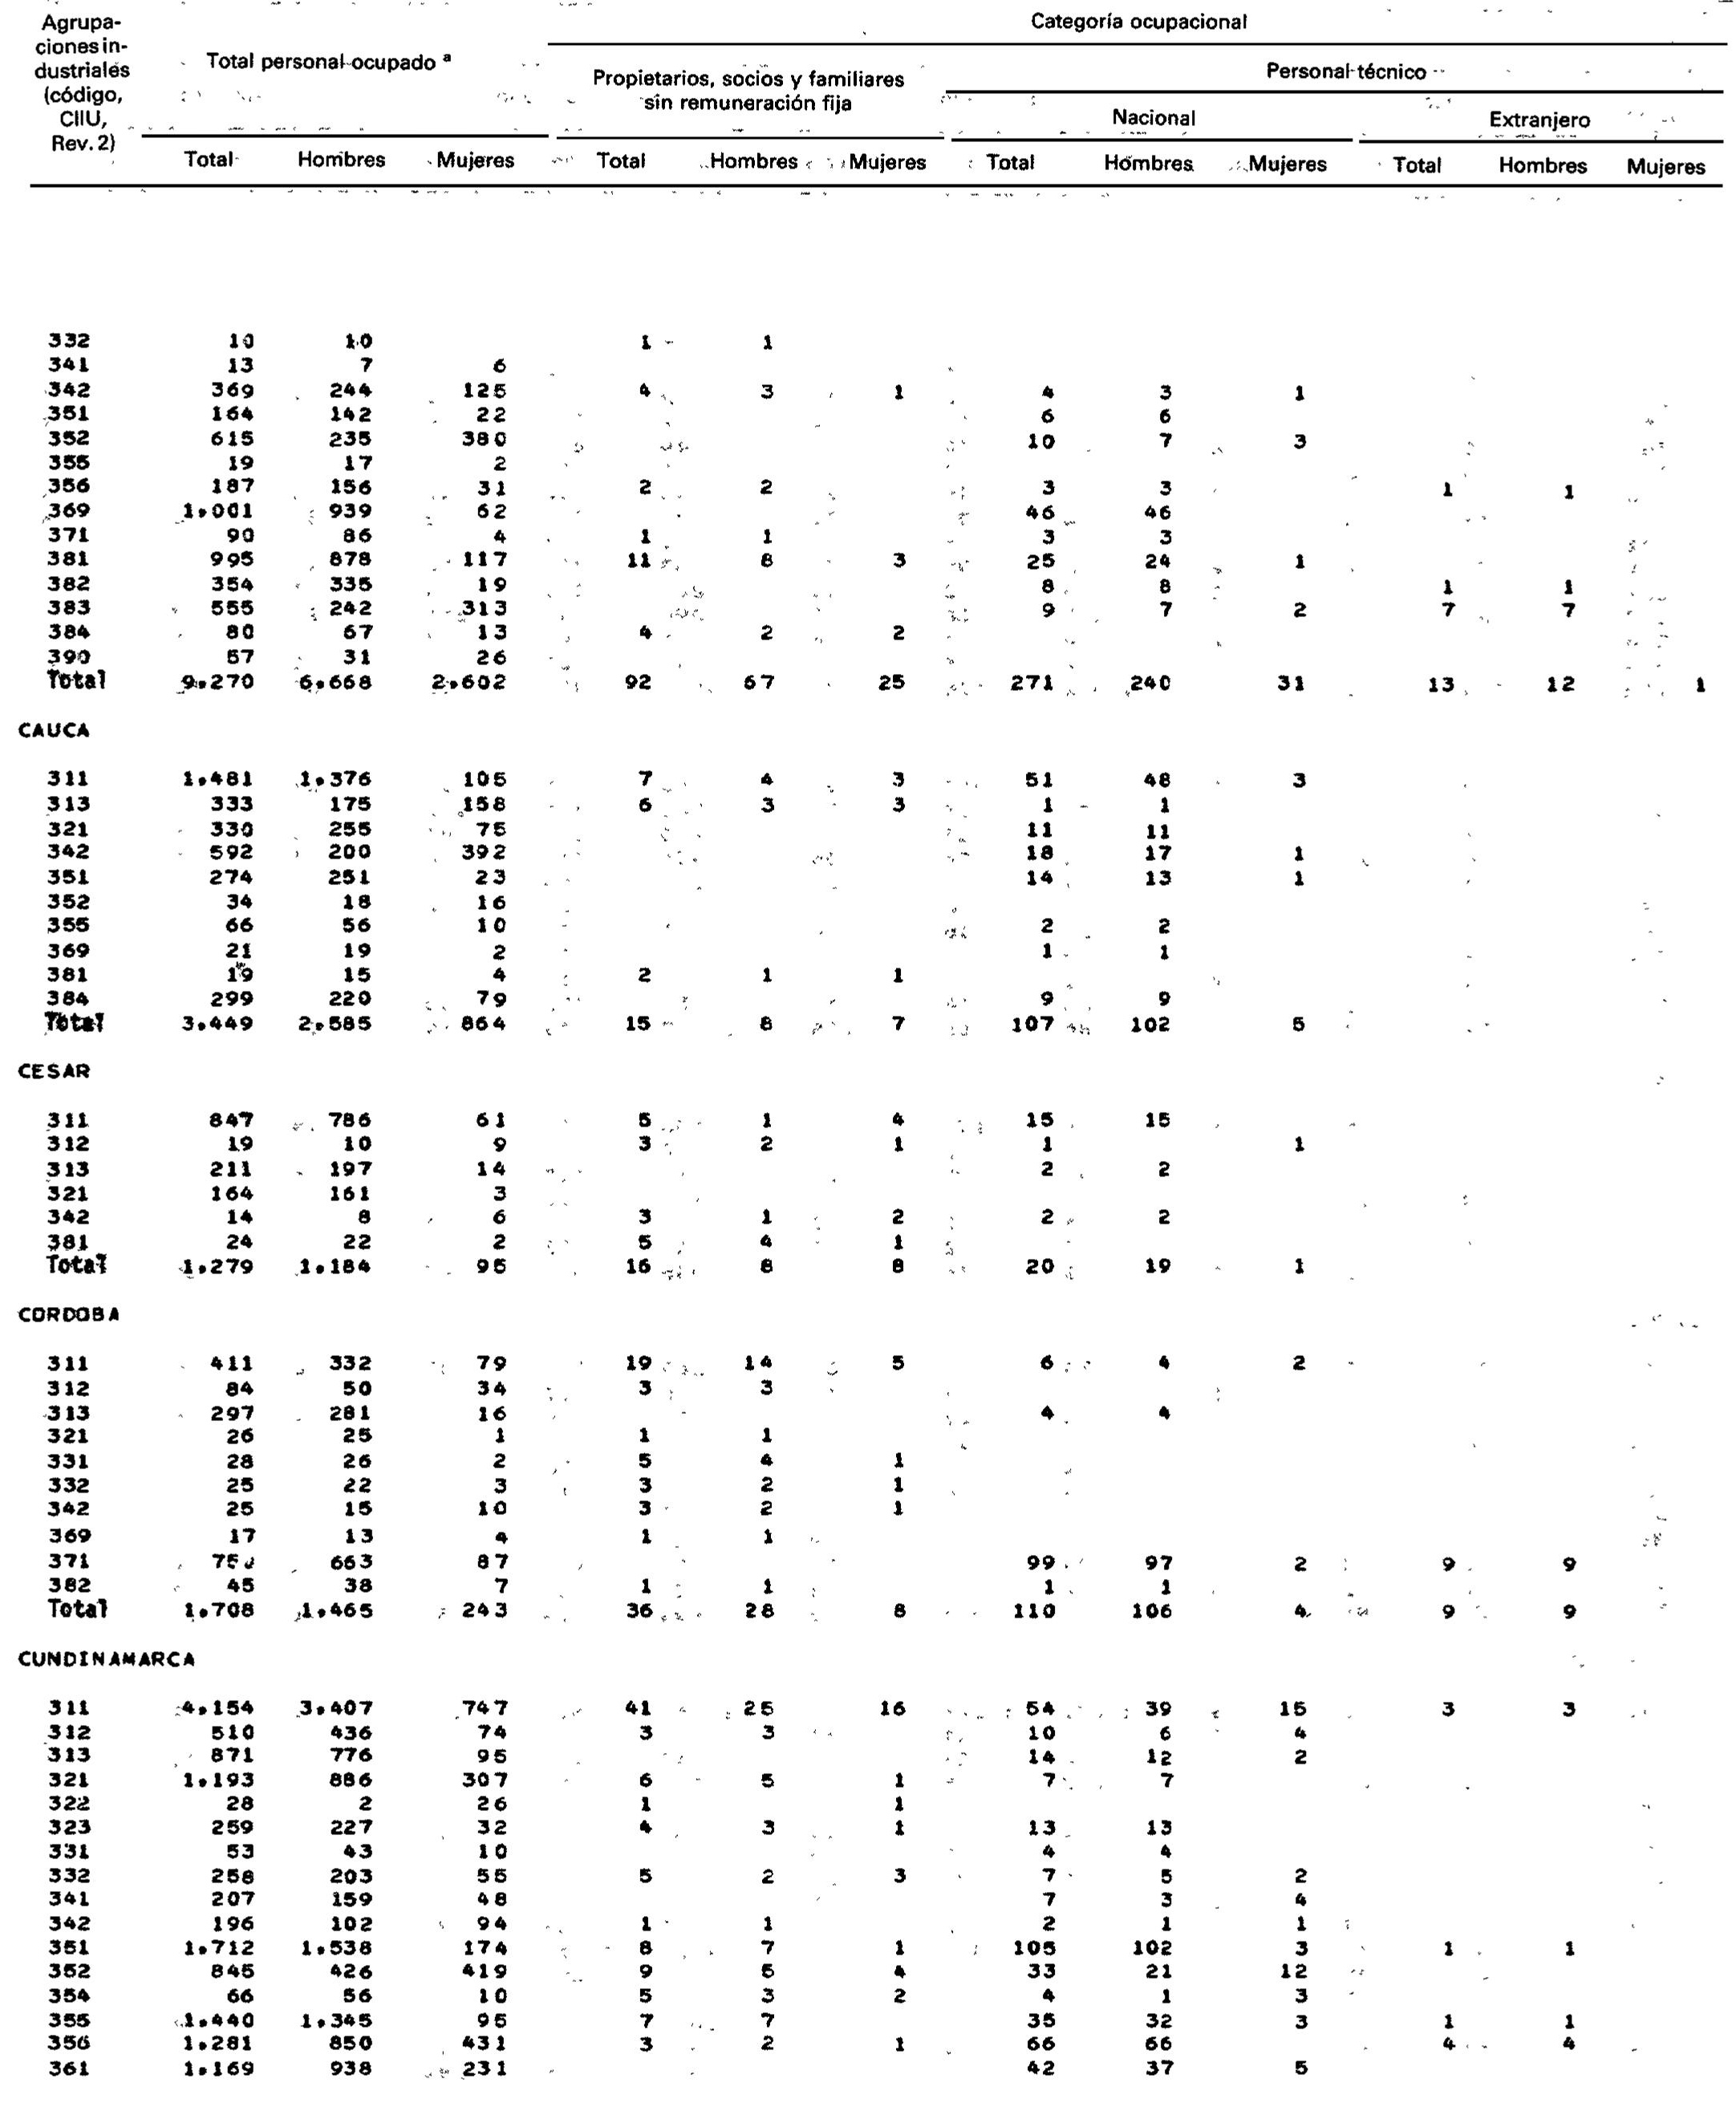 Agrupa-
ciones in-
dustriales
(código,
CIIU,
Rev. 2)
Total personal ocupado a
Categoría ocupacional
Propietarios, socios y familiares
sin remuneración fija
Personal técnico
Nacional
Extranjero
Total Hombres Mujeres Total Hombres Mujeres Total Hombres Mujeres Total Hombres Mujeres
332 10 10 1 1
341 13 7 6
342 369 244 125 4 3 1 4 3 1
351 164 142 22 6 6
352 615 235 380 10 7 3
355 19 17 2
356 187 156 31 2 2 3 3 1 1
369 1.001 939 62 46 46
371 90 86 4 1 1 3 3
381 995 878 117 11 8 3 25 24 1
382 354 335 19 8 8 1 1
383 555 242 313 9 7 2 7 7
384 80 67 13 4 2 2
390 57 31 26
Total 9.270 6.668 2.602 92 67 25 271 240 31 13 12 1
CAUCA
311 1.481 1.376 105 7 4 3 51 48 3
313 333 175 158 6 3 3 1 1
321 330 255 75 11 11
342 592 200 392 18 17 1
351 274 251 23 14 13 1
352 34 18 16
355 66 56 10 2 2
369 21 19 2 1 1
381 19 15 4 2 1 1
384 299 220 79 9 9
Total 3.449 2.585 864 15 8 7 107 102 5
CESAR
311 847 786 61 5 1 4 15 15
312 19 10 9 3 2 1 1 1
313 211 197 14 2 2
321 164 161 3
342 14 8 6 3 1 2 2 2
381 24 22 2 5 4 1
Total 1.279 1.184 95 16 8 8 20 19 1
CORDOBA
311 411 332 79 19 14 5 6 4 2
312 84 50 34 3 3
313 297 281 16 4 4
321 26 25 1 1 1
331 28 26 2 5 4 1
332 25 22 3 3 2 1
342 25 15 10 3 2 1
369 17 13 4 1 1
371 750 663 87 99 97 2 9 9
382 45 38 7 1 1 1 1
Total 1.708 1.465 243 36 28 8 110 106 4 9 9
CUNDINAMARCA
311 4.154 3.407 747 41 25 16 54 39 15 3 3
312 510 436 74 3 3 10 6 4
313 871 776 95 14 12 2
321 1.193 886 307 6 5 1 7 7
322 28 2 26 1 1
323 259 227 32 4 3 1 13 13
331 53 43 10 4 4
332 258 203 55 5 2 3 7 5 2
341 207 159 48 7 3 4
342 196 102 94 1 1 2 1 1
351 1.712 1.538 174 8 7 1 105 102 3 1 1
352 845 426 419 9 5 4 33 21 12
354 66 56 10 5 3 2 4 1 3
355 1.440 1.345 95 7 7 35 32 3 1 1
356 1.281 850 431 3 2 1 66 66 4 4
361 1.169 938 231 42 37 5